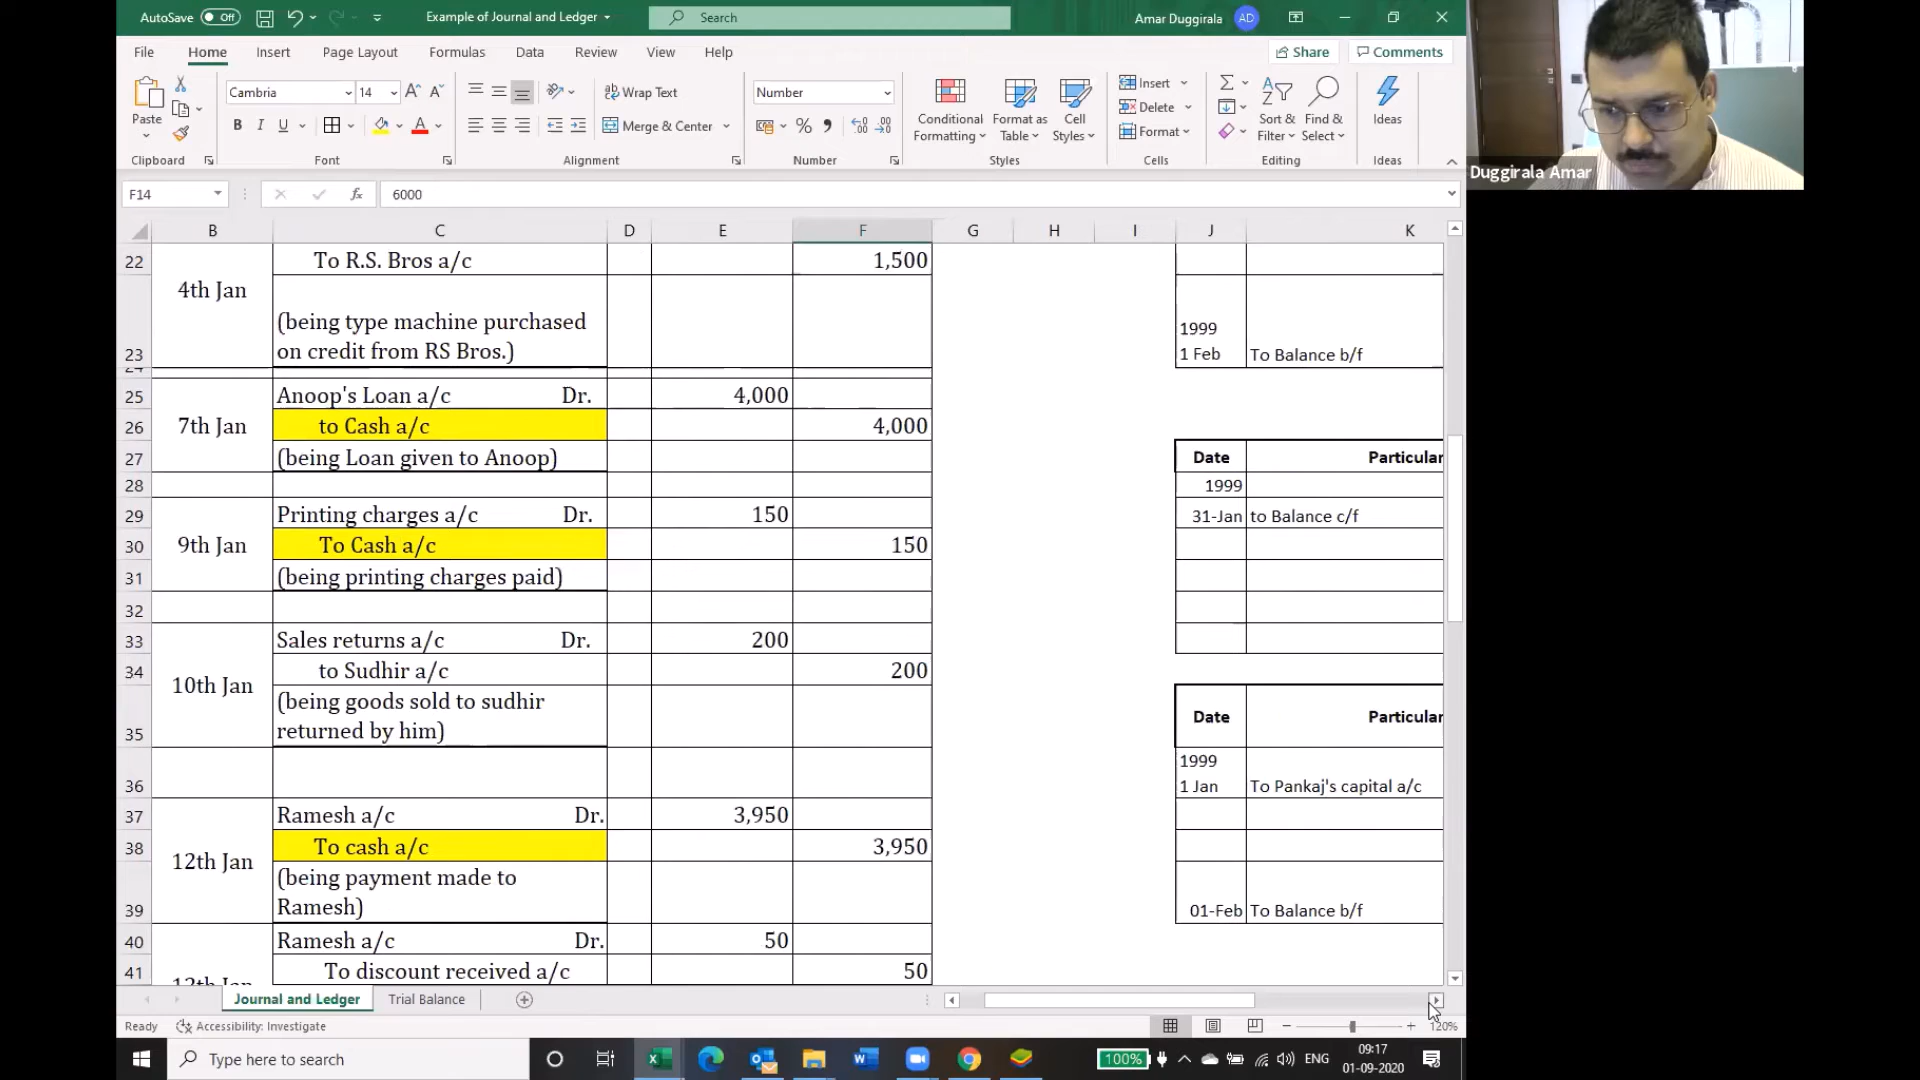 AutoSave Off
Example of Journal and Ledger
Search
Amar Duggirala AD
File Home Insert Page Layout Formulas Data Review View Help
Share Comments
Paste
Clipboard
Cambria 14
B I U
Font
Wrap Text
Merge & Center
Alignment
Number
Number
Conditional Formatting
Format as Table
Cell Styles
Styles
Insert
Delete
Format
Cells
Sort & Filter
Find & Select
Editing
Ideas
Ideas
Duggirala Amar
F14 fx 6000
B C D E F G H I J K
22 To R.S. Bros a/c 1,500
4th Jan
23 (being type machine purchased
on credit from RS Bros.)
1999
1 Feb To Balance b/f
24
25 Anoop's Loan a/c Dr. 4,000
7th Jan 26 to Cash a/c 4,000
27 (being Loan given to Anoop)
Date Particular
28 1999
29 Printing charges a/c Dr. 150
31-Jan to Balance c/f
9th Jan 30 To Cash a/c 150
31 (being printing charges paid)
32
33 Sales returns a/c Dr. 200
34 to Sudhir a/c 200
10th Jan
35 (being goods sold to sudhir
returned by him)
Date Particular
36
1999
1 Jan To Pankaj's capital a/c
37 Ramesh a/c Dr. 3,950
38 To cash a/c 3,950
12th Jan
39 (being payment made to
Ramesh)
01-Feb To Balance b/f
40 Ramesh a/c Dr. 50
41 To discount received a/c 50
Journal and Ledger Trial Balance
Ready Accessibility: Investigate
120%
Type here to search
100%
ENG
09:17
01-09-2020